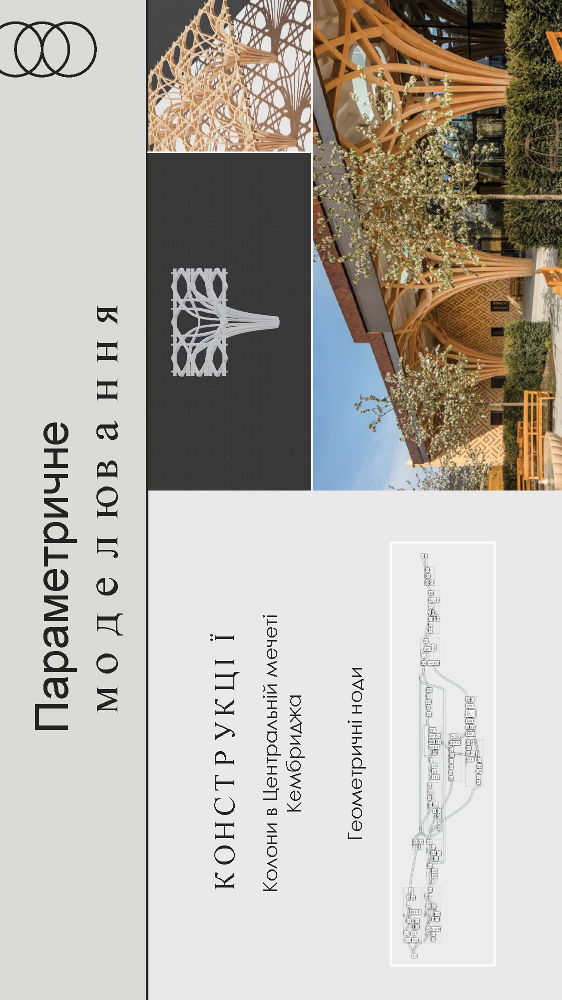 Параметричне
моделювання
КОНСТРУКЦІЇ
Колони в Центральній мечеті
Кембриджа
Геометричні ноди